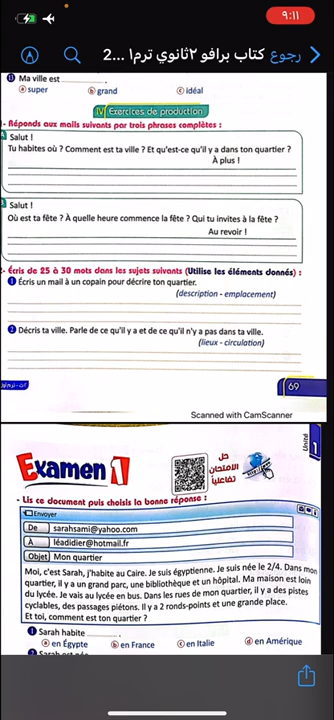 9:11
رجوع
كتاب برافو ٢ثانوي ترم١ ...2
11 Ma ville est ............ .
ⓐ super ⓑ grand ⓒ idéal
IV Exercices de production
1- Réponds aux mails suivants par trois phrases complètes :
A Salut !
Tu habites où ? Comment est ta ville ? Et qu'est-ce qu'il y a dans ton quartier ?
À plus !
B Salut !
Où est ta fête ? À quelle heure commence la fête ? Qui tu invites à la fête ?
Au revoir !
2- Écris de 25 à 30 mots dans les sujets suivants (Utilise les éléments donnés) :
1 Écris un mail à un copain pour décrire ton quartier.
(description - emplacement)
2 Décris ta ville. Parle de ce qu'il y a et de ce qu'il n'y a pas dans ta ville.
(lieux - circulation)
69
Scanned with CamScanner
Unité 1
Examen 1
حل
الامتحان
تفاعلياً
- Lis ce document puis choisis la bonne réponse :
Envoyer
De sarahsami@yahoo.com
À léadidier@hotmail.fr
Objet Mon quartier
Moi, c'est Sarah, j'habite au Caire. Je suis égyptienne. Je suis née le 2/4. Dans mon
quartier, il y a un grand parc, une bibliothèque et un hôpital. Ma maison est loin
du lycée. Je vais au lycée en bus. Dans les rues de mon quartier, il y a des pistes
cyclables, des passages piétons. Il y a 2 ronds-points et une grande place.
Et toi, comment est ton quartier ?
1 Sarah habite ............ .
ⓐ en Égypte ⓑ en France ⓒ en Italie ⓓ en Amérique
2 Sarah est née